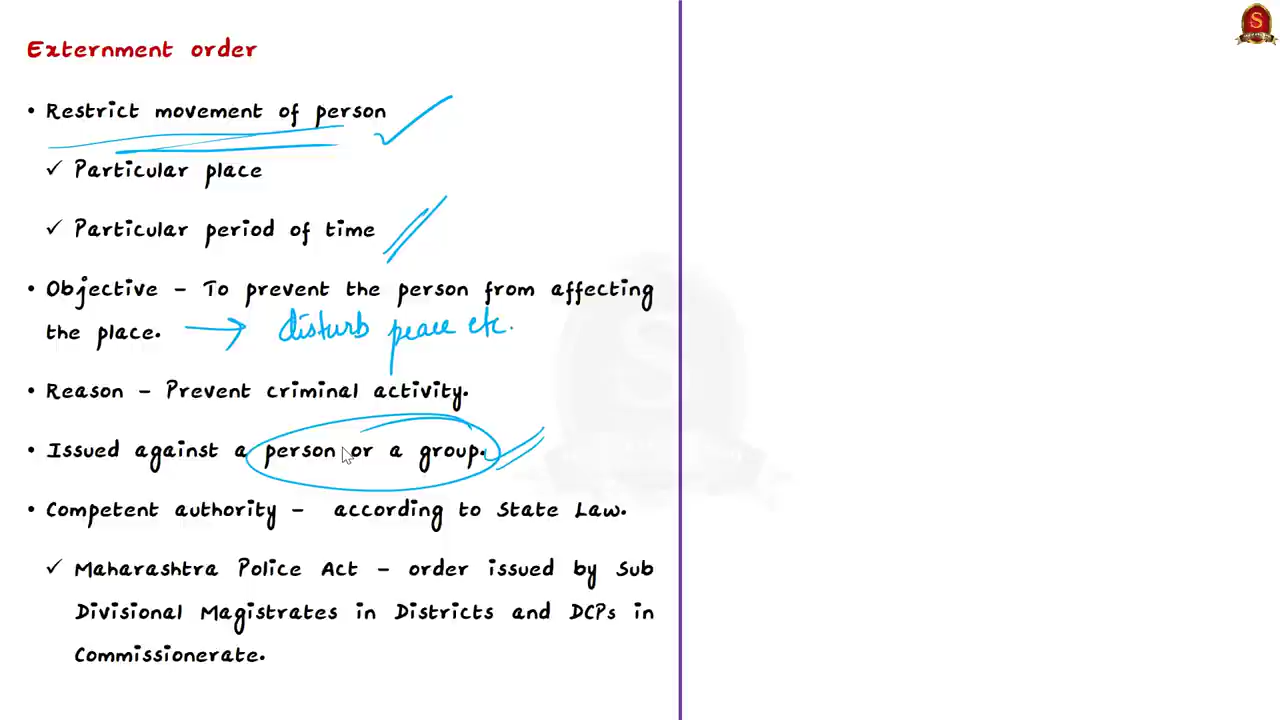 Externment order
• Restrict movement of person
✓ Particular place
✓ Particular period of time
• Objective - To prevent the person from affecting
the place. → disturb peace etc.
• Reason - Prevent criminal activity.
• Issued against a person or a group.
• Competent authority - according to State Law.
✓ Maharashtra Police Act - order issued by Sub
Divisional Magistrates in Districts and DCPs in
Commissionerate.